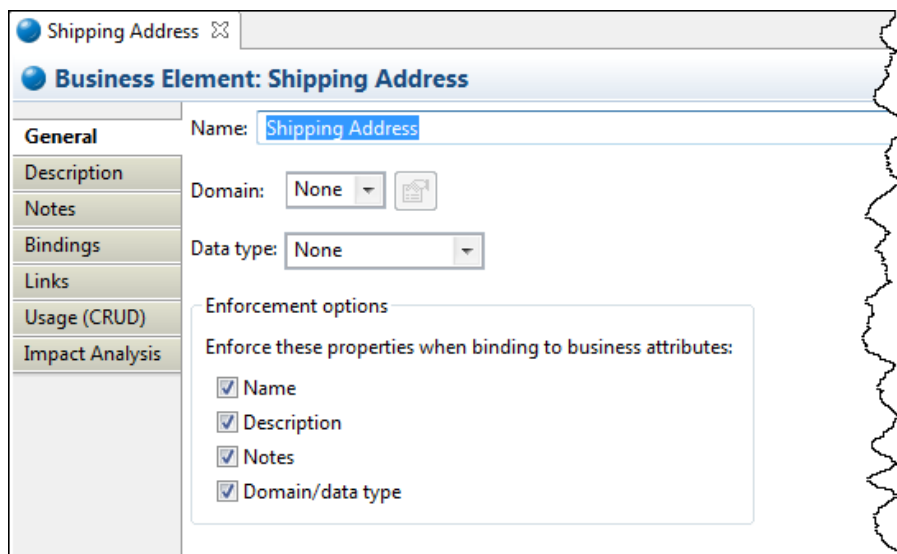 Shipping Address
Business Element: Shipping Address
General
Description
Notes
Bindings
Links
Usage (CRUD)
Impact Analysis
Name: Shipping Address
Domain: None
Data type: None
Enforcement options
Enforce these properties when binding to business attributes:
Name
Description
Notes
Domain/data type